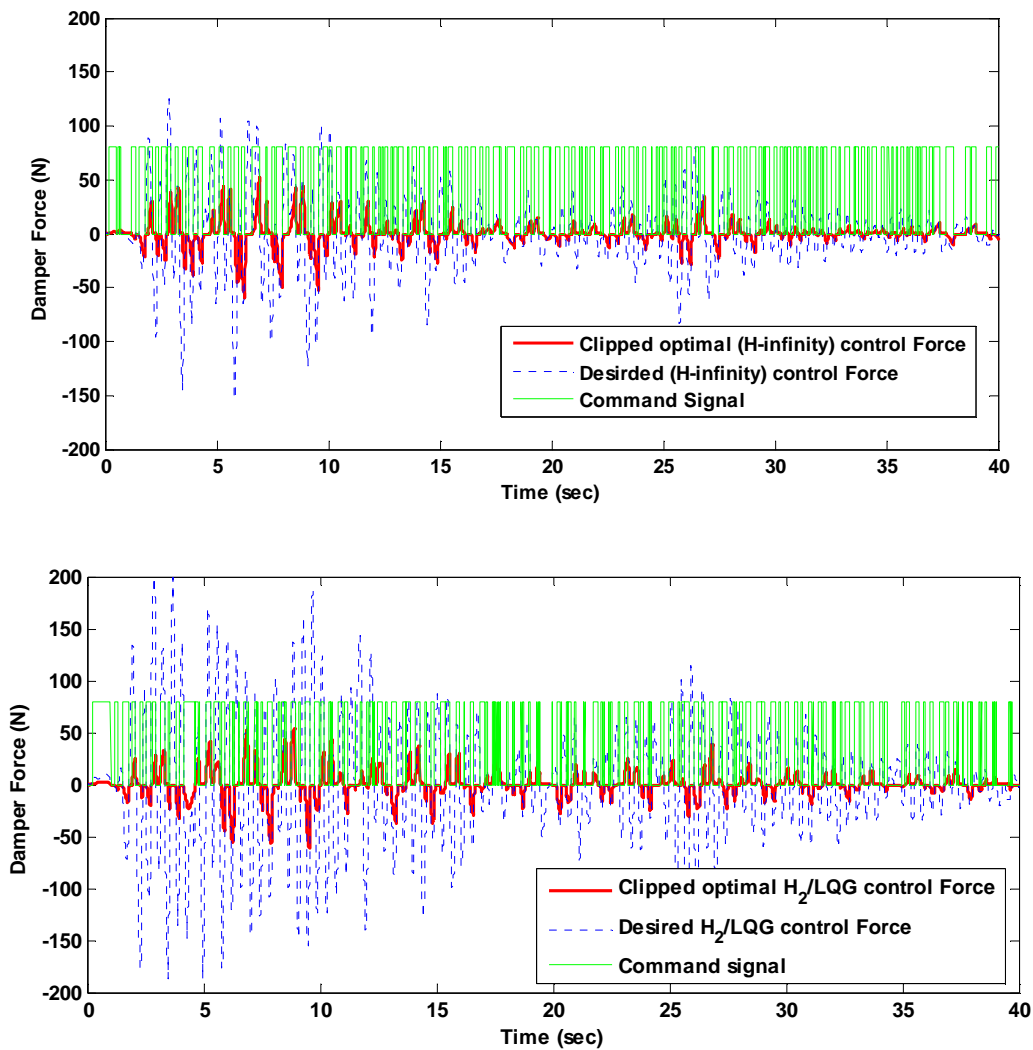 200
150
100
50
0
-50
-100
-150
-200
Damper Force (N)
Clipped optimal (H-infinity) control Force
Desirded (H-infinity) control Force
Command Signal
0 5 10 15 20 25 30 35 40
Time (sec)
200
150
100
50
0
-50
-100
-150
-200
Damper Force (N)
Clipped optimal H2/LQG control Force
Desired H2/LQG control Force
Command signal
0 5 10 15 20 25 30 35 40
Time (sec)